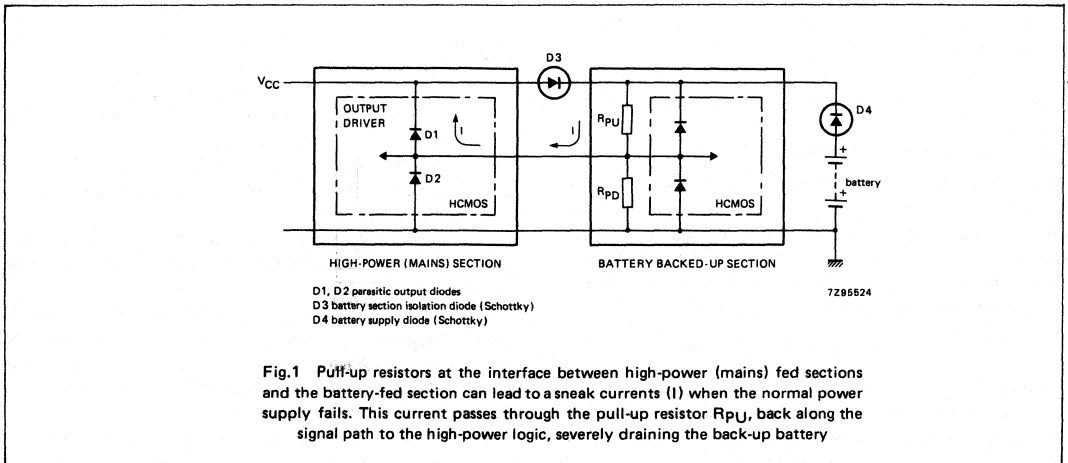 D3
VCC
OUTPUT
DRIVER
D1
I
I
RPU
D4
+
D2
RPD
battery
+
HCMOS
HCMOS
HIGH-POWER (MAINS) SECTION
BATTERY BACKED-UP SECTION
D1, D2 parasitic output diodes
D3 battery section isolation diode (Schottky)
D4 battery supply diode (Schottky)
7Z95524
Fig.1 Pull-up resistors at the interface between high-power (mains) fed sections
and the battery-fed section can lead to a sneak currents (I) when the normal power
supply fails. This current passes through the pull-up resistor RPU, back along the
signal path to the high-power logic, severely draining the back-up battery